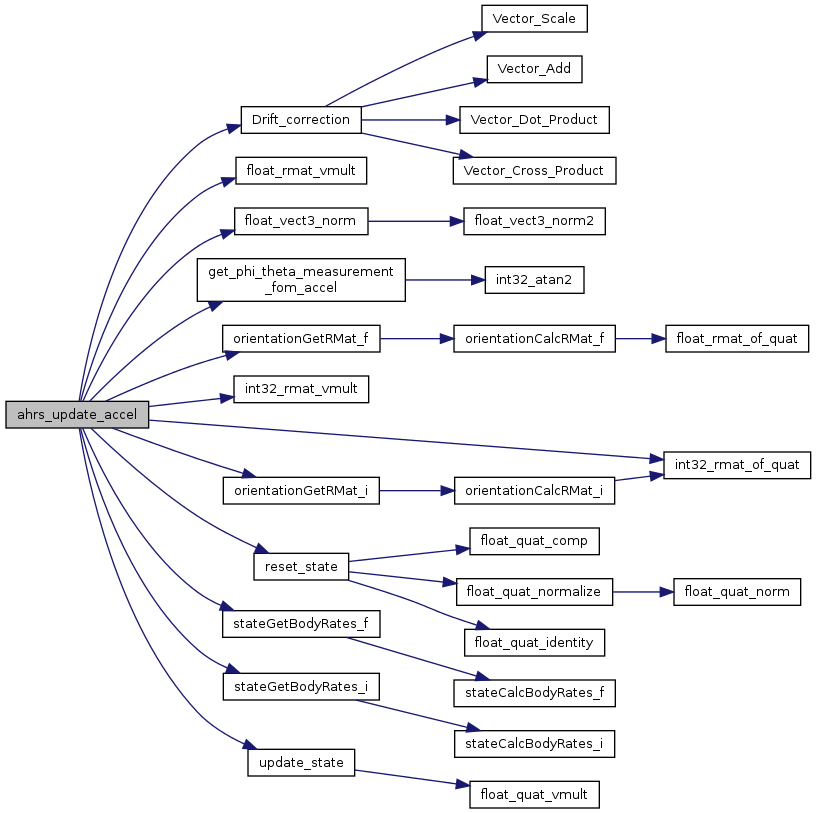 Vector_Scale
Vector_Add
Drift_correction
Vector_Dot_Product
Vector_Cross_Product
float_rmat_vmult
float_vect3_norm
float_vect3_norm2
get_phi_theta_measurement
_fom_accel
int32_atan2
orientationGetRMat_f
orientationCalcRMat_f
float_rmat_of_quat
int32_rmat_vmult
ahrs_update_accel
int32_rmat_of_quat
orientationGetRMat_i
orientationCalcRMat_i
float_quat_comp
reset_state
float_quat_normalize
float_quat_norm
float_quat_identity
stateGetBodyRates_f
stateCalcBodyRates_f
stateGetBodyRates_i
stateCalcBodyRates_i
update_state
float_quat_vmult